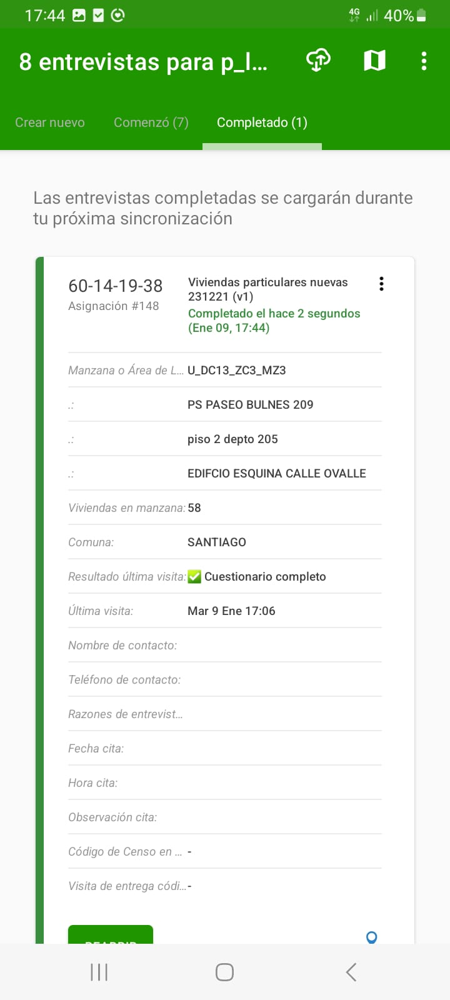 17:44
4G 40%
8 entrevistas para p_l...
Crear nuevo Comenzó (7) Completado (1)
Las entrevistas completadas se cargarán durante
tu próxima sincronización
60-14-19-38
Asignación #148
Viviendas particulares nuevas
231221 (v1)
Completado el hace 2 segundos
(Ene 09, 17:44)
Manzana o Área de L... U_DC13_ZC3_MZ3
.: PS PASEO BULNES 209
.: piso 2 depto 205
.: EDIFCIO ESQUINA CALLE OVALLE
Viviendas en manzana: 58
Comuna: SANTIAGO
Resultado última visita: ✅ Cuestionario completo
Última visita: Mar 9 Ene 17:06
Nombre de contacto:
Teléfono de contacto:
Razones de entrevist...
Fecha cita:
Hora cita:
Observación cita:
Código de Censo en ... -
Visita de entrega códi... -
REABRIR